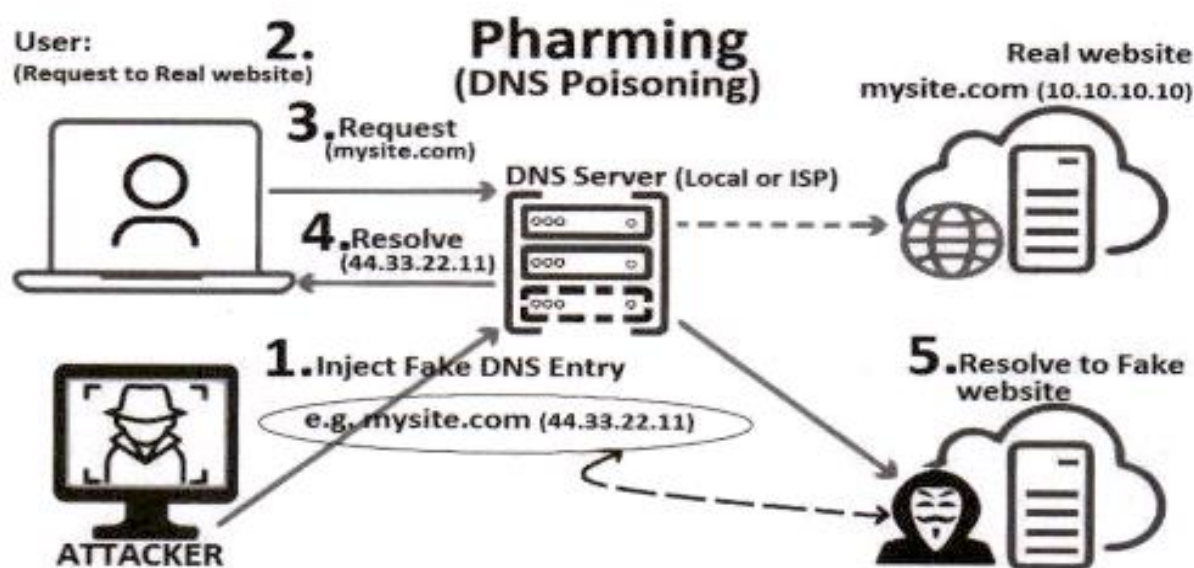 Pharming
(DNS Poisoning)
User:
2.
(Request to Real website)
Real website
mysite.com (10.10.10.10)
3.Request
(mysite.com)
DNS Server (Local or ISP)
4.Resolve
(44.33.22.11)
1.Inject Fake DNS Entry
e.g. mysite.com (44.33.22.11)
5.Resolve to Fake
website
ATTACKER